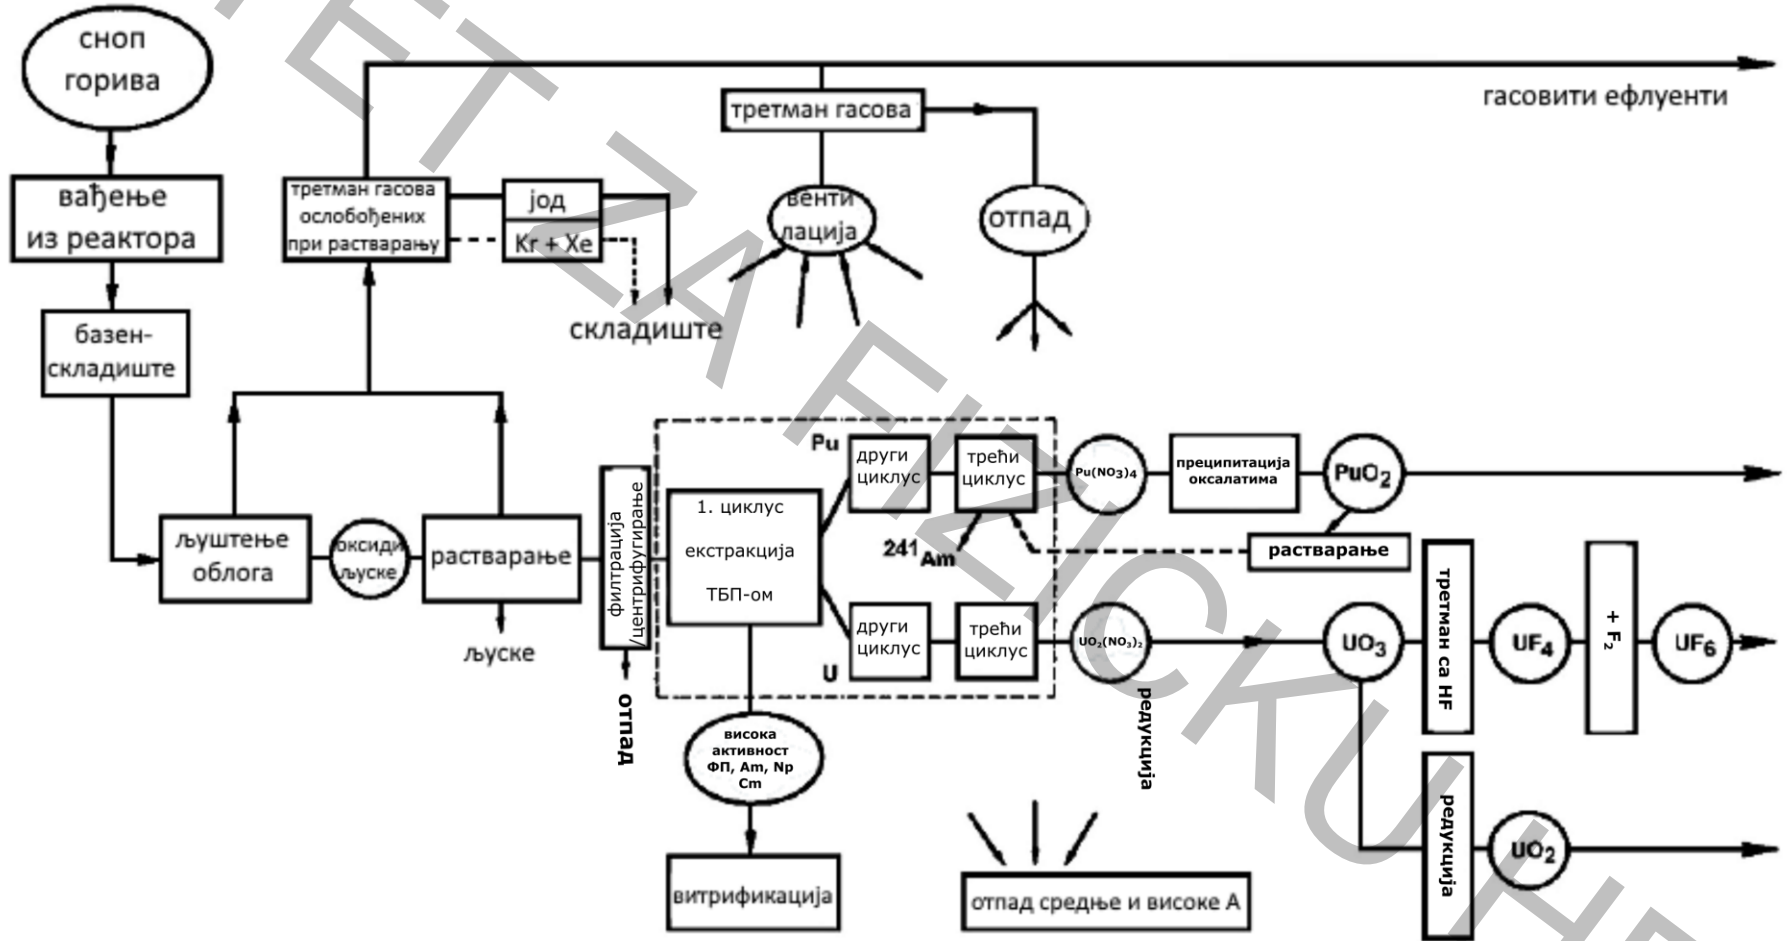 сноп
горива
вађење
из реактора
базен-
складиште
гасовити ефлуенти
третман гасова
третман гасова
ослобођених
при растварању
јод
Kr + Xe
складиште
венти
лација
отпад
љуштење
облога
оксиди
љуске
растварање
љуске
филтрација
/центрифугирање
отпад
1. циклус
екстракција
ТБП-ом
Pu
други
циклус
трећи
циклус
241Am
Pu(NO3)4
преципитација
оксалатима
PuO2
растварање
U
други
циклус
трећи
циклус
UO2(NO3)2
редукција
UO3
третман са HF
UF4
+ F2
UF6
редукција
UO2
висока
активност
ФП, Am, Np
Cm
витрификација
отпад средње и високе А
ET ZA FIZICKU HE